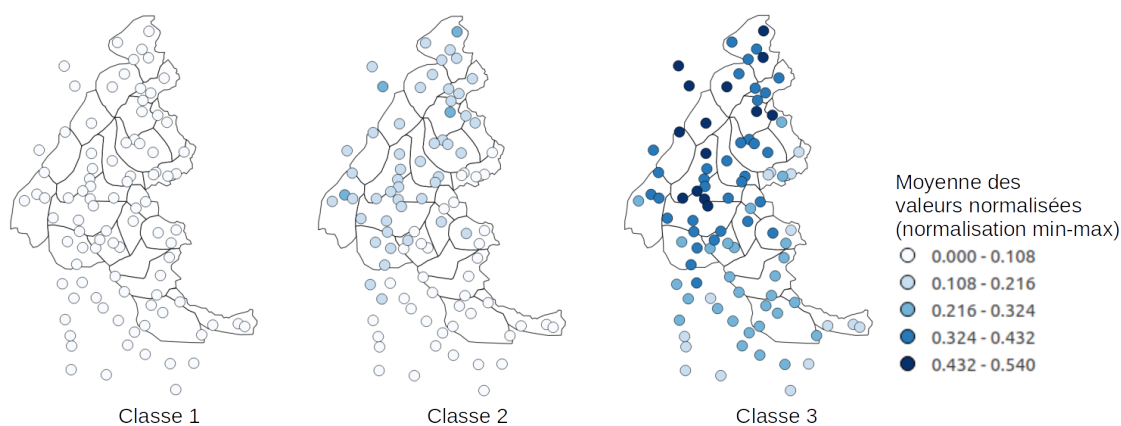 Moyenne des
valeurs normalisées
(normalisation min-max)
0.000 - 0.108
0.108 - 0.216
0.216 - 0.324
0.324 - 0.432
0.432 - 0.540
Classe 1
Classe 2
Classe 3